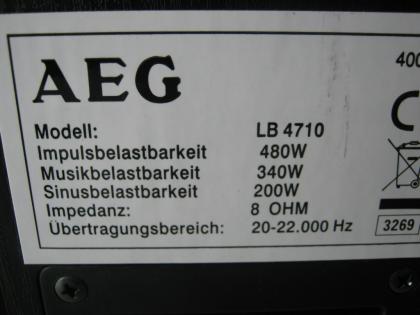 AEG
400
Modell: LB 4710
Impulsbelastbarkeit 480W
Musikbelastbarkeit 340W
Sinusbelastbarkeit 200W
Impedanz: 8 OHM
Übertragungsbereich: 20-22.000 Hz
3269